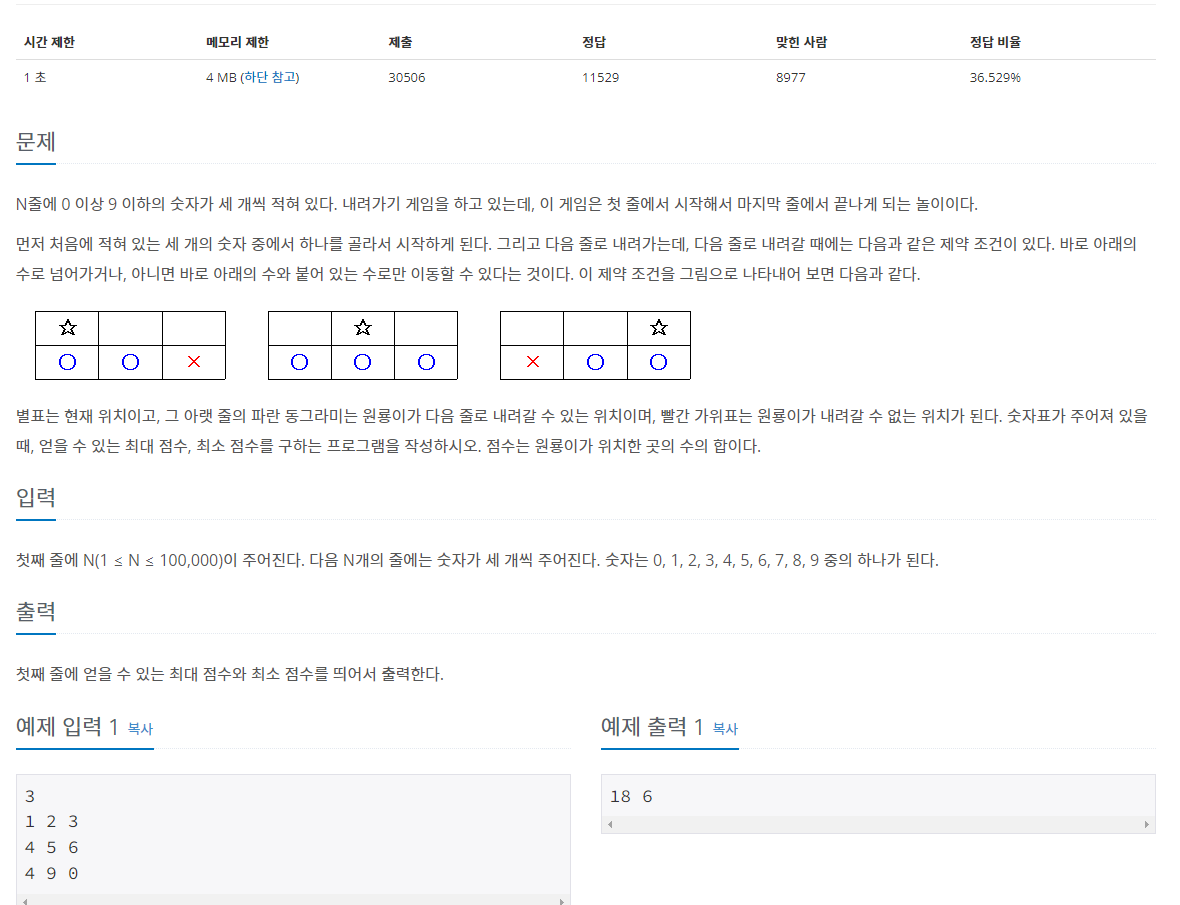 시간 제한 메모리 제한 제출 정답 맞힌 사람 정답 비율
1 초 4 MB (하단 참고) 30506 11529 8977 36.529%
문제
N줄에 0 이상 9 이하의 숫자가 세 개씩 적혀 있다. 내려가기 게임을 하고 있는데, 이 게임은 첫 줄에서 시작해서 마지막 줄에서 끝나게 되는 놀이이다.
먼저 처음에 적혀 있는 세 개의 숫자 중에서 하나를 골라서 시작하게 된다. 그리고 다음 줄로 내려가는데, 다음 줄로 내려갈 때에는 다음과 같은 제약 조건이 있다. 바로 아래의
수로 넘어가거나, 아니면 바로 아래의 수와 붙어 있는 수로만 이동할 수 있다는 것이다. 이 제약 조건을 그림으로 나타내어 보면 다음과 같다.
별표는 현재 위치이고, 그 아랫 줄의 파란 동그라미는 원룡이가 다음 줄로 내려갈 수 있는 위치이며, 빨간 가위표는 원룡이가 내려갈 수 없는 위치가 된다. 숫자표가 주어져 있을
때, 얻을 수 있는 최대 점수, 최소 점수를 구하는 프로그램을 작성하시오. 점수는 원룡이가 위치한 곳의 수의 합이다.
입력
첫째 줄에 N(1 ≤ N ≤ 100,000)이 주어진다. 다음 N개의 줄에는 숫자가 세 개씩 주어진다. 숫자는 0, 1, 2, 3, 4, 5, 6, 7, 8, 9 중의 하나가 된다.
출력
첫째 줄에 얻을 수 있는 최대 점수와 최소 점수를 띄어서 출력한다.
예제 입력 1 복사
3
1 2 3
4 5 6
4 9 0
예제 출력 1 복사
18 6